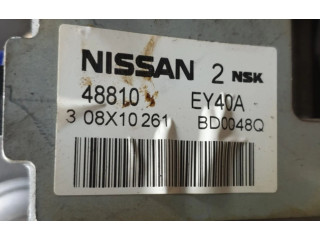 NISSAN 2 NSK
48810 EY40A
3 08X10 261 BD0048Q